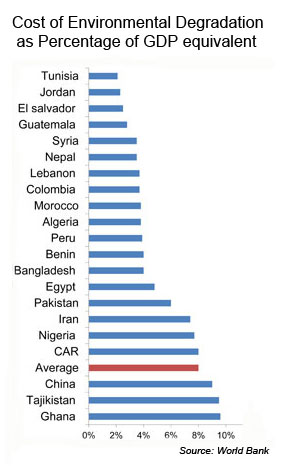 Cost of Environmental Degradation
as Percentage of GDP equivalent
Tunisia
Jordan
El salvador
Guatemala
Syria
Nepal
Lebanon
Colombia
Morocco
Algeria
Peru
Benin
Bangladesh
Egypt
Pakistan
Iran
Nigeria
CAR
Average
China
Tajikistan
Ghana
0% 2% 4% 6% 8% 10%
Source: World Bank